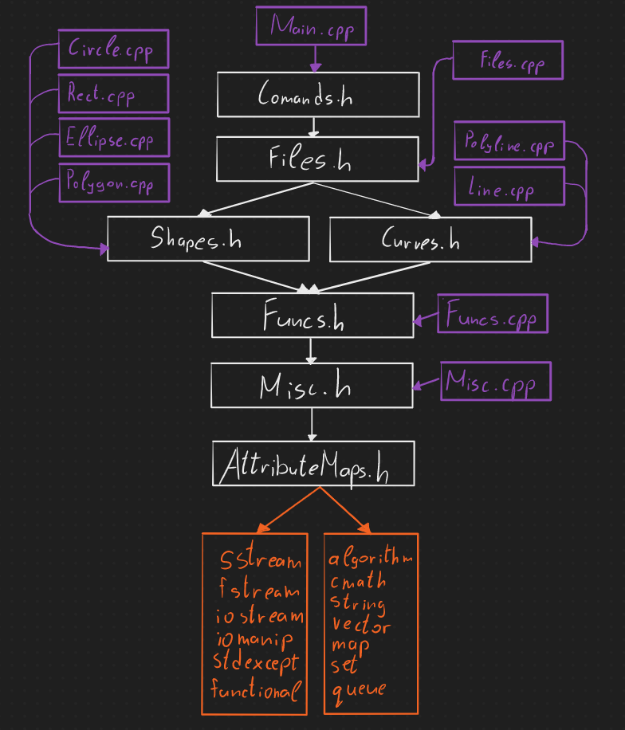 Main.cpp
Circle.cpp
Files.cpp
Rect.cpp
Comands.h
Ellipse.cpp
Polyline.cpp
Files.h
Polygon.cpp
Line.cpp
Shapes.h
Curves.h
Funcs.h
Funcs.cpp
Misc.h
Misc.cpp
AttributeMaps.h
sstream
fstream
iostream
iomanip
stdexcept
functional
algorithm
cmath
string
vector
map
set
queue